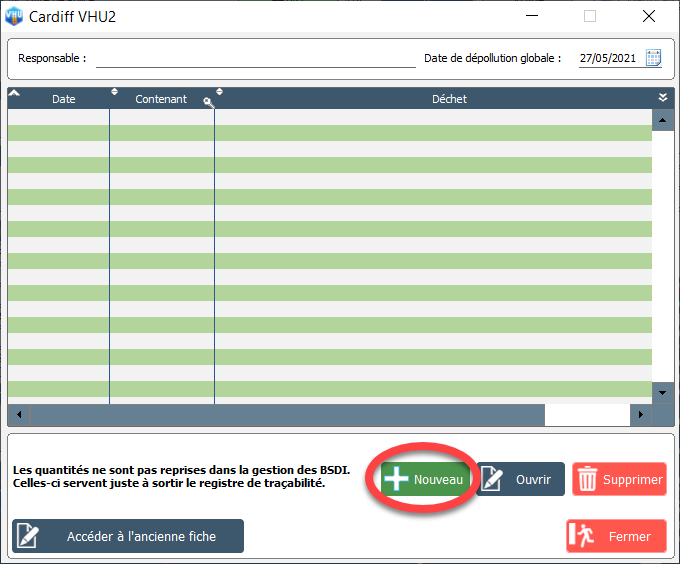 Cardiff VHU2
Responsable :
Date de dépollution globale : 27/05/2021
Date Contenant Déchet
Les quantités ne sont pas reprises dans la gestion des BSDI.
Celles-ci servent juste à sortir le registre de traçabilité.
Nouveau
Ouvrir
Supprimer
Accéder à l'ancienne fiche
Fermer